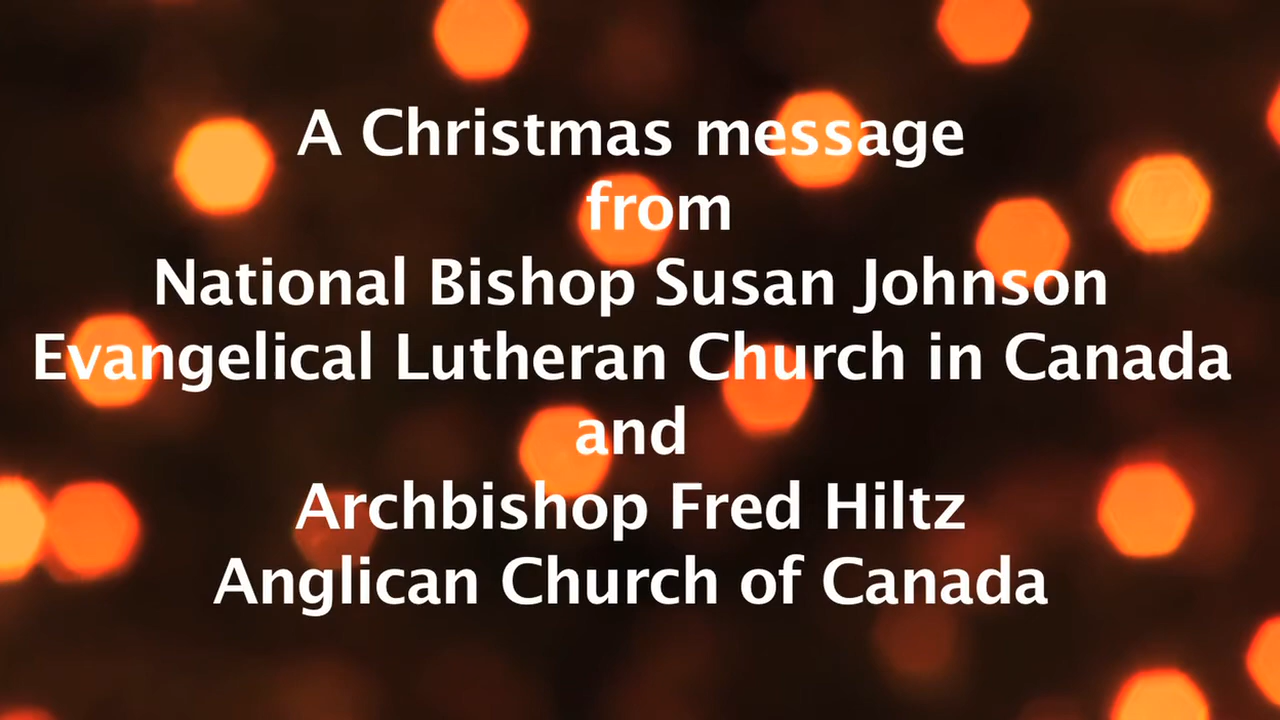 A Christmas message
from
National Bishop Susan Johnson
Evangelical Lutheran Church in Canada
and
Archbishop Fred Hiltz
Anglican Church of Canada